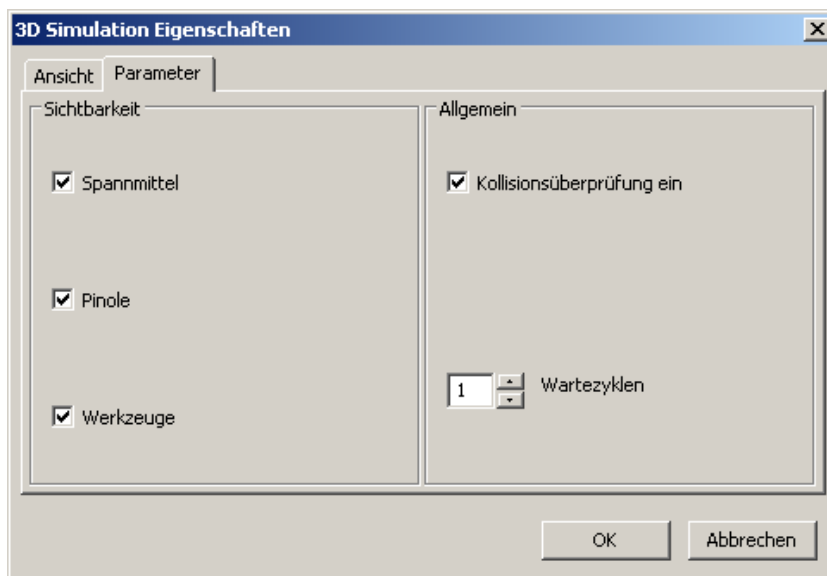 3D Simulation Eigenschaften
Ansicht Parameter
Sichtbarkeit
Spannmittel
Pinole
Werkzeuge
Allgemein
Kollisionsüberprüfung ein
1 Wartezyklen
OK Abbrechen